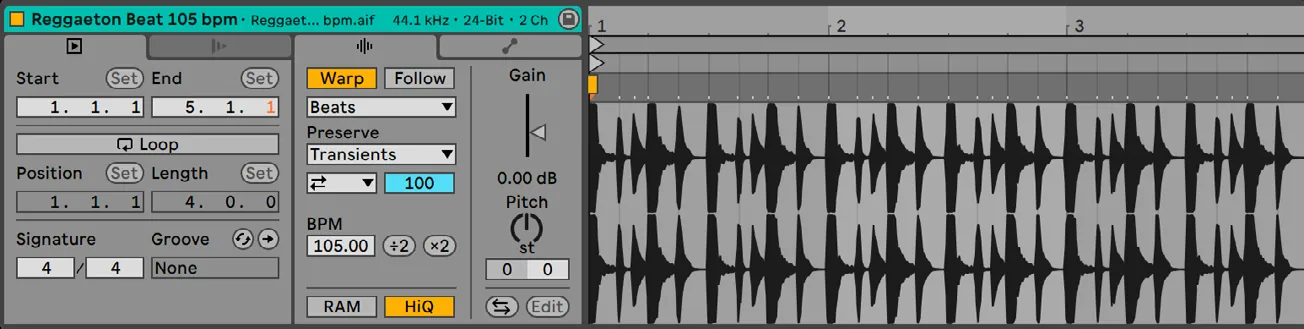 Reggaeton Beat 105 bpm · Reggaet... bpm.aif 44.1 kHz · 24-Bit · 2 Ch
1 2 3
Start Set End Set
1. 1. 1 5. 1. 1
Loop
Position Set Length Set
1. 1. 1 4. 0. 0
Signature Groove
4 / 4 None
Warp Follow
Beats
Preserve
Transients
100
BPM
105.00 ÷2 ×2
RAM HiQ
Gain
0.00 dB
Pitch
st
0 0
Edit